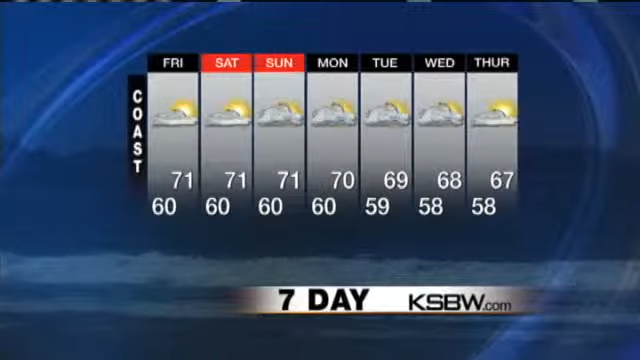 FRI SAT SUN MON TUE WED THUR
COAST
71 71 71 70 69 68 67
60 60 60 60 59 58 58
7 DAY KSBW.com